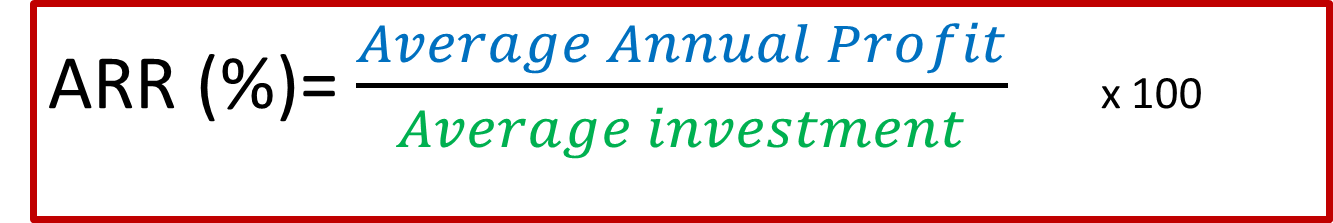 ARR (%)= Average Annual Profit / Average investment x 100